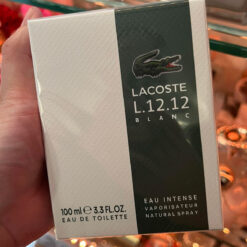 LACOSTE
L.12.12
BLANC
EAU INTENSE
VAPORISATEUR
NATURAL SPRAY
100 ml ℮ 3.3 FL.OZ.
EAU DE TOILETTE